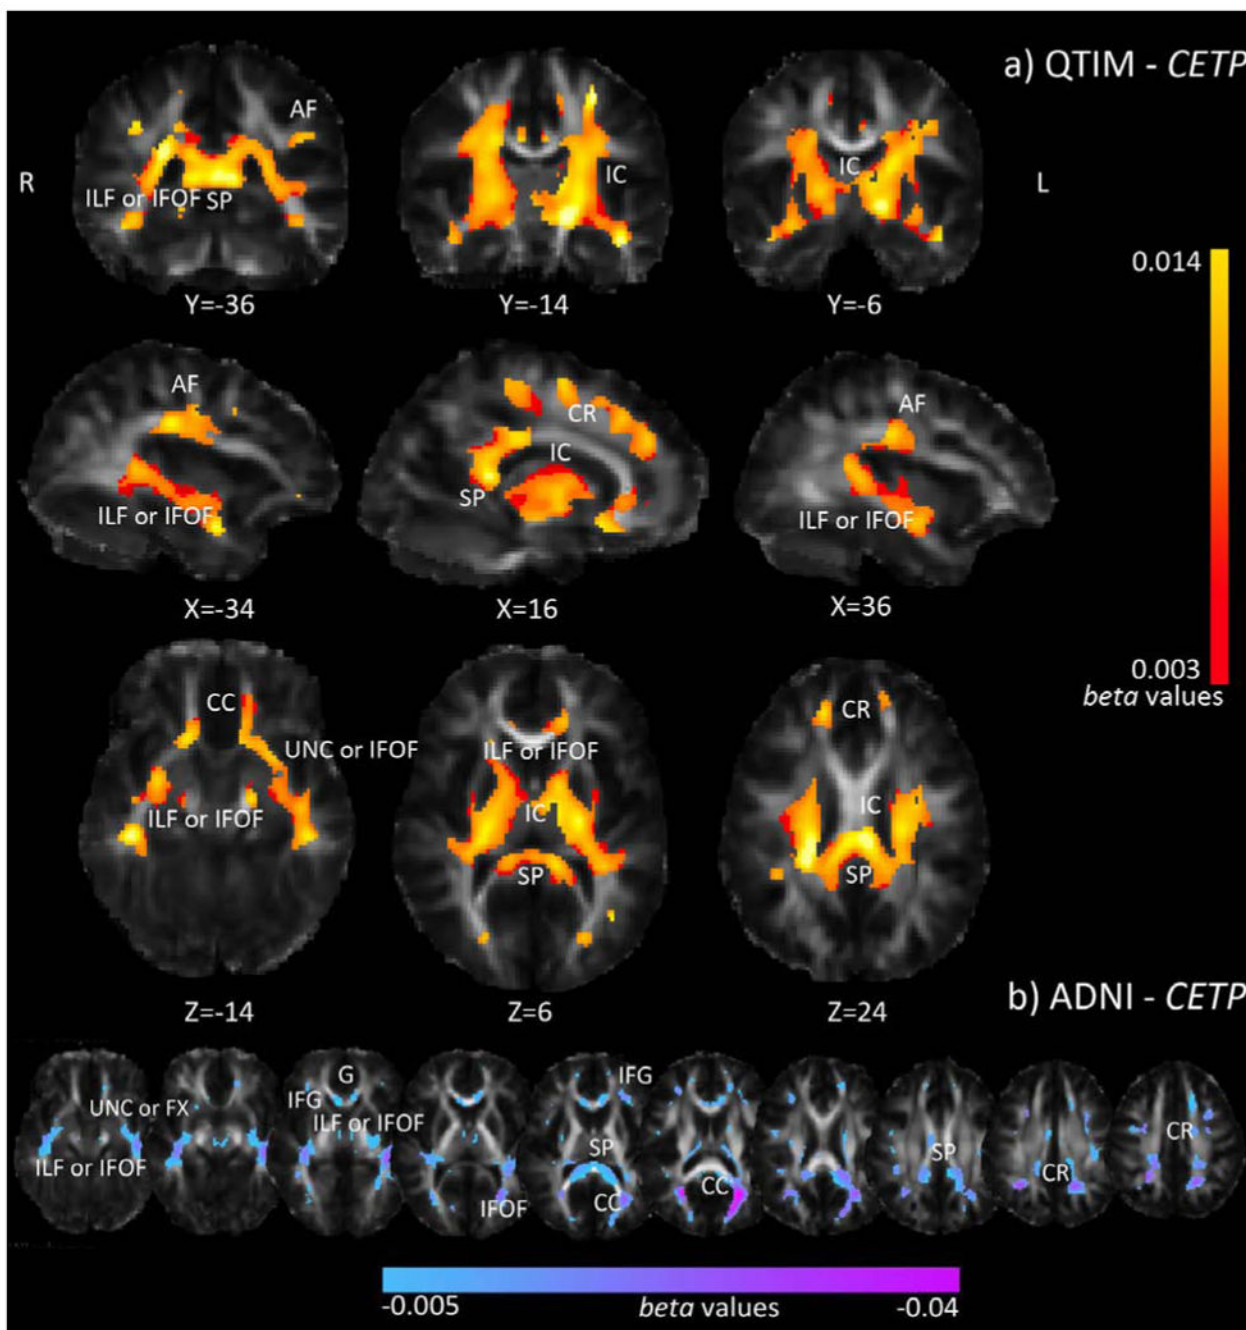 a) QTIM - CETP
AF
R
ILF or IFOF SP
IC
IC
L
Y=-36
Y=-14
Y=-6
0.014
AF
CR
IC
SP
ILF or IFOF
AF
ILF or IFOF
X=-34
X=16
X=36
0.003
beta values
CC
UNC or IFOF
ILF or IFOF
ILF or IFOF
IC
SP
CR
IC
SP
Z=-14
Z=6
Z=24
b) ADNI - CETP
UNC or FX
ILF or IFOF
G
IFG
ILF or IFOF
IFOF
IFG
SP
CC
CC
SP
CR
CR
-0.005
beta values
-0.04